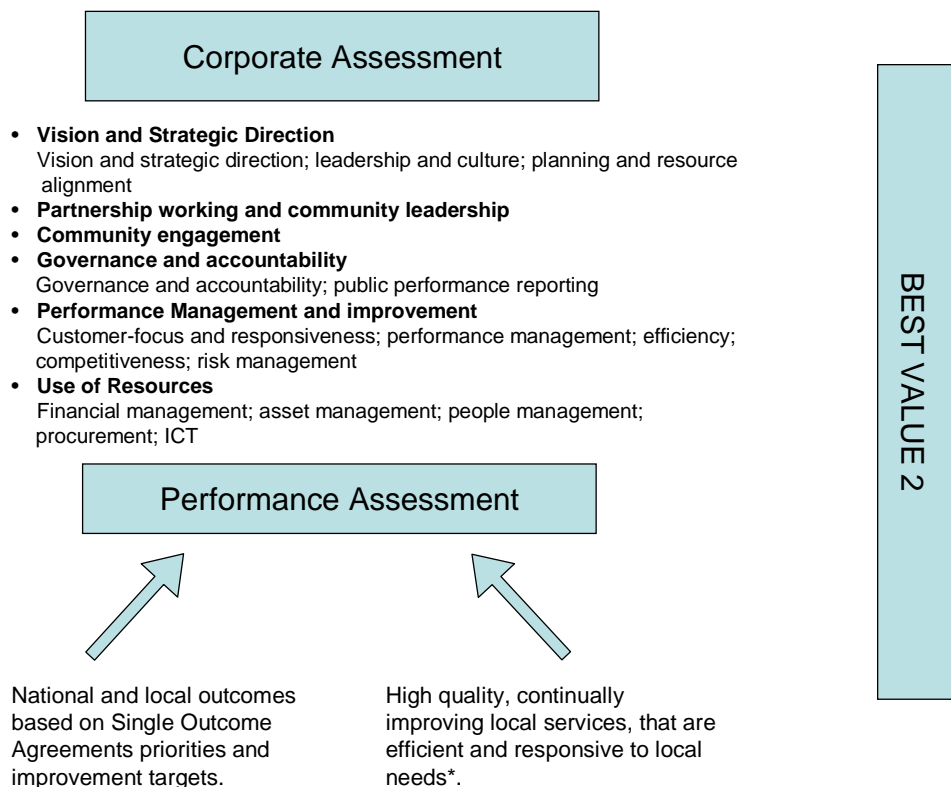 Corporate Assessment
• Vision and Strategic Direction
Vision and strategic direction; leadership and culture; planning and resource
alignment
• Partnership working and community leadership
• Community engagement
• Governance and accountability
Governance and accountability; public performance reporting
• Performance Management and improvement
Customer-focus and responsiveness; performance management; efficiency;
competitiveness; risk management
• Use of Resources
Financial management; asset management; people management;
procurement; ICT
Performance Assessment
National and local outcomes
based on Single Outcome
Agreements priorities and
improvement targets.
High quality, continually
improving local services, that are
efficient and responsive to local
needs*.
BEST VALUE 2